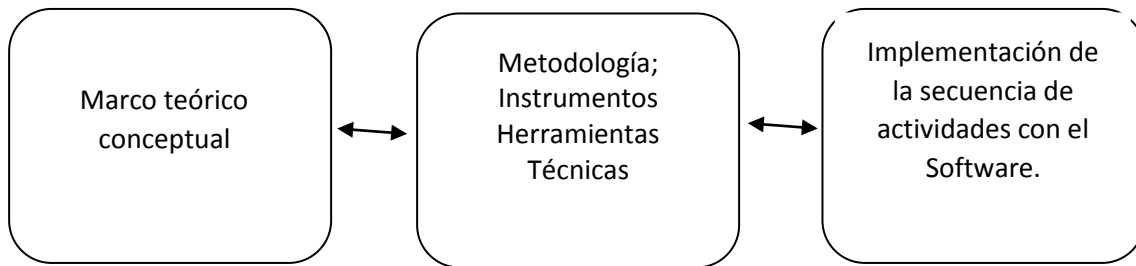 Marco teórico
conceptual
Metodología;
Instrumentos
Herramientas
Técnicas
Implementación de
la secuencia de
actividades con el
Software.